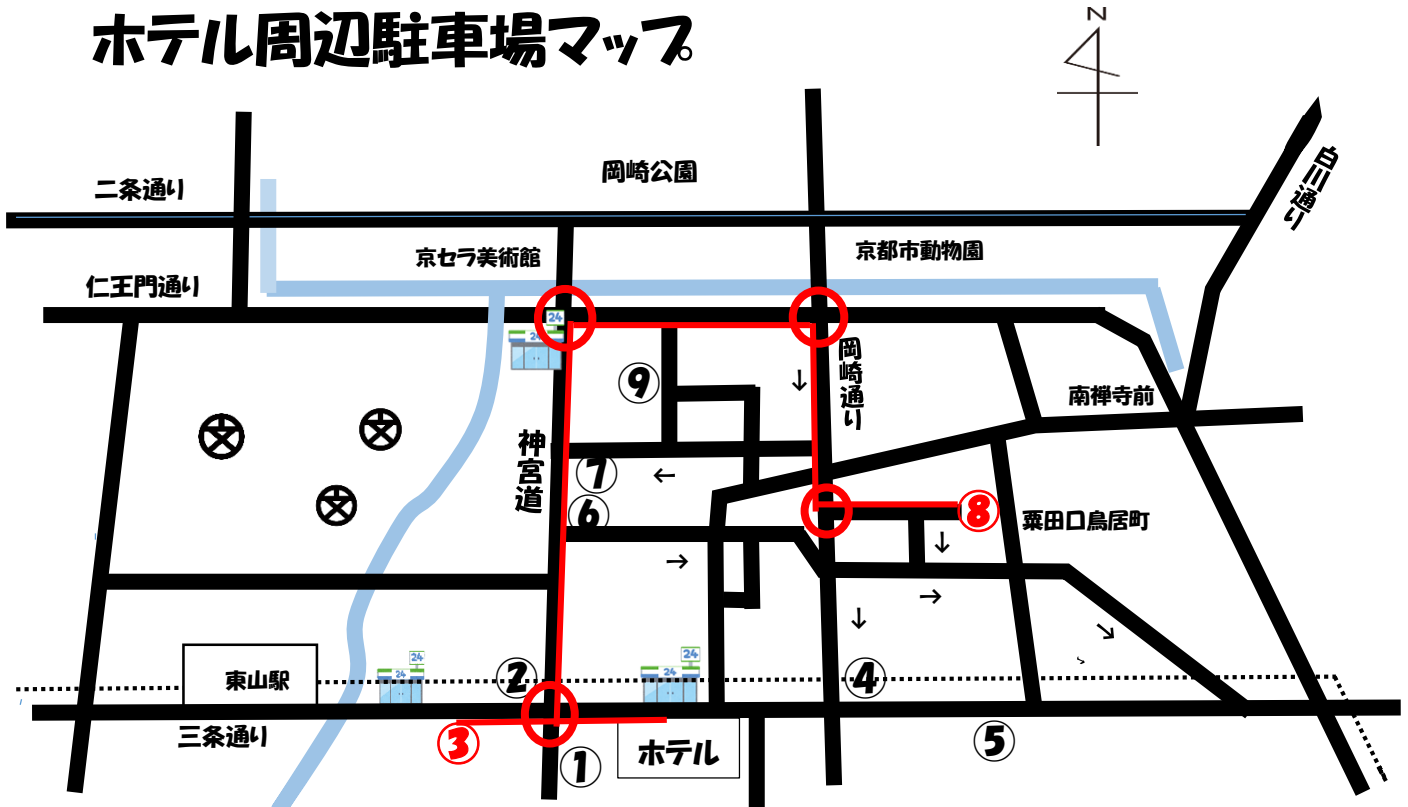 ホテル周辺駐車場マップ
N
岡崎公園
白川通り
二条通り
京セラ美術館
京都市動物園
仁王門通り
24
24
岡崎通り
⑨
↓
南禅寺前
神宮道
⑦
←
⑥
⑧
粟田口鳥居町
→
↓
→
↓
→
24
24
24
24
東山駅
②
④
三条通り
③
①
ホテル
⑤